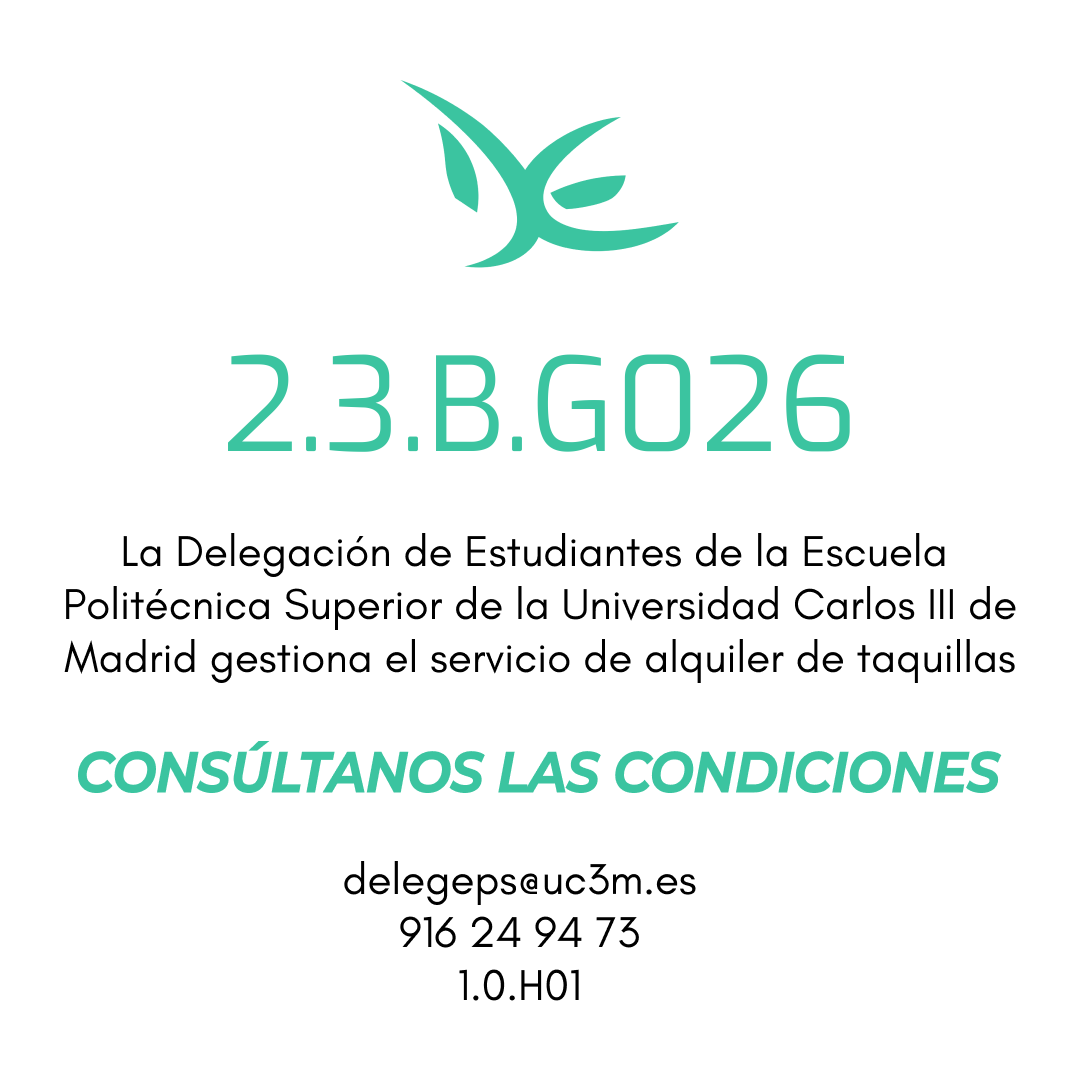 2.3.B.G026
La Delegación de Estudiantes de la Escuela
Politécnica Superior de la Universidad Carlos III de
Madrid gestiona el servicio de alquiler de taquillas
CONSÚLTANOS LAS CONDICIONES
delegeps@uc3m.es
916 24 94 73
1.0.H01